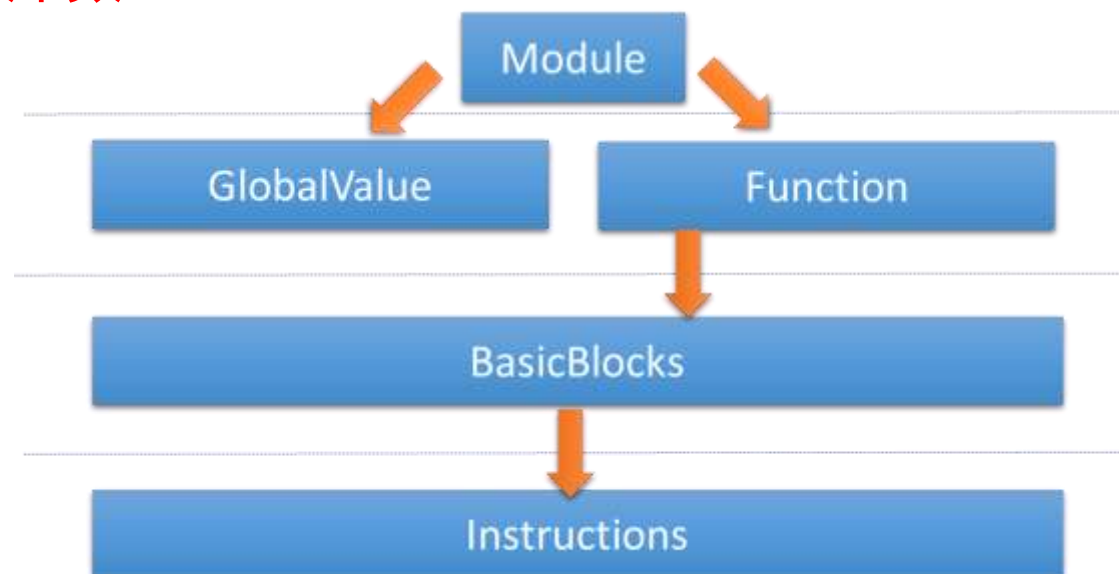 Module
GlobalValue
Function
BasicBlocks
Instructions